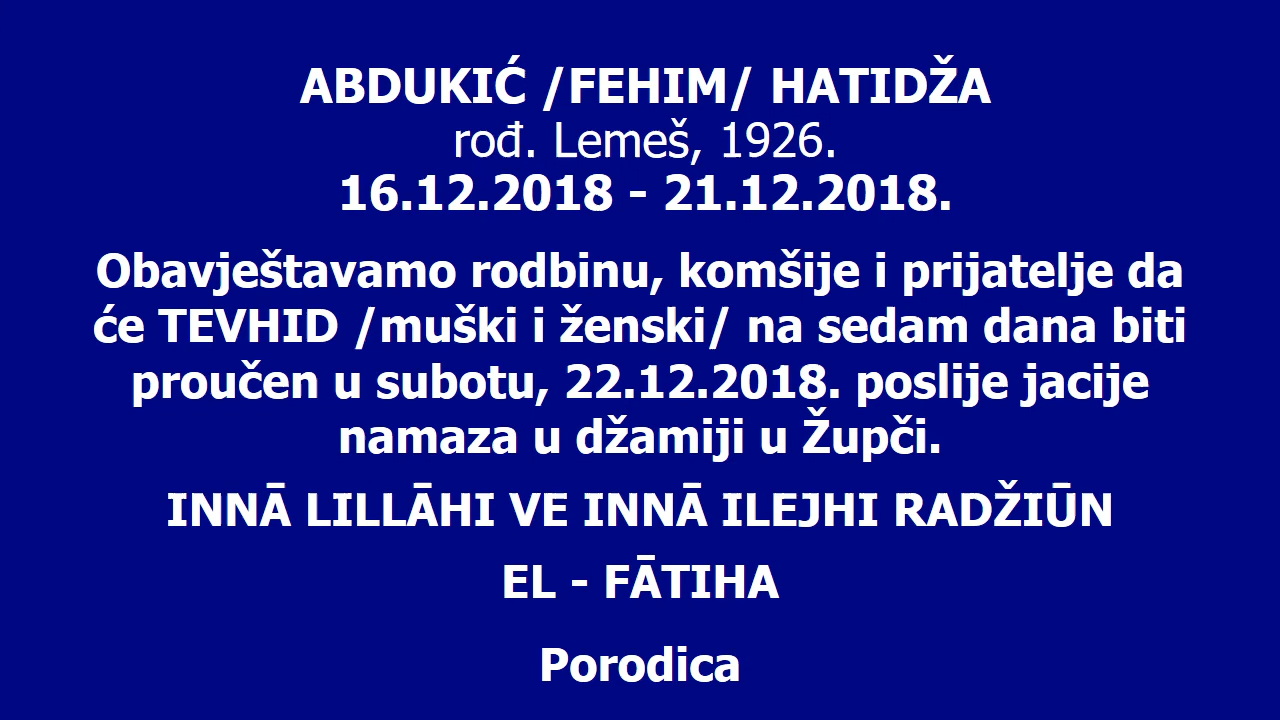 ABDUKIĆ /FEHIM/ HATIDŽA
rođ. Lemeš, 1926.
16.12.2018 - 21.12.2018.
Obavještavamo rodbinu, komšije i prijatelje da
će TEVHID /muški i ženski/ na sedam dana biti
proučen u subotu, 22.12.2018. poslije jacije
namaza u džamiji u Župči.
INNĀ LILLĀHI VE INNĀ ILEJHI RADŽIŪN
EL - FĀTIHA
Porodica